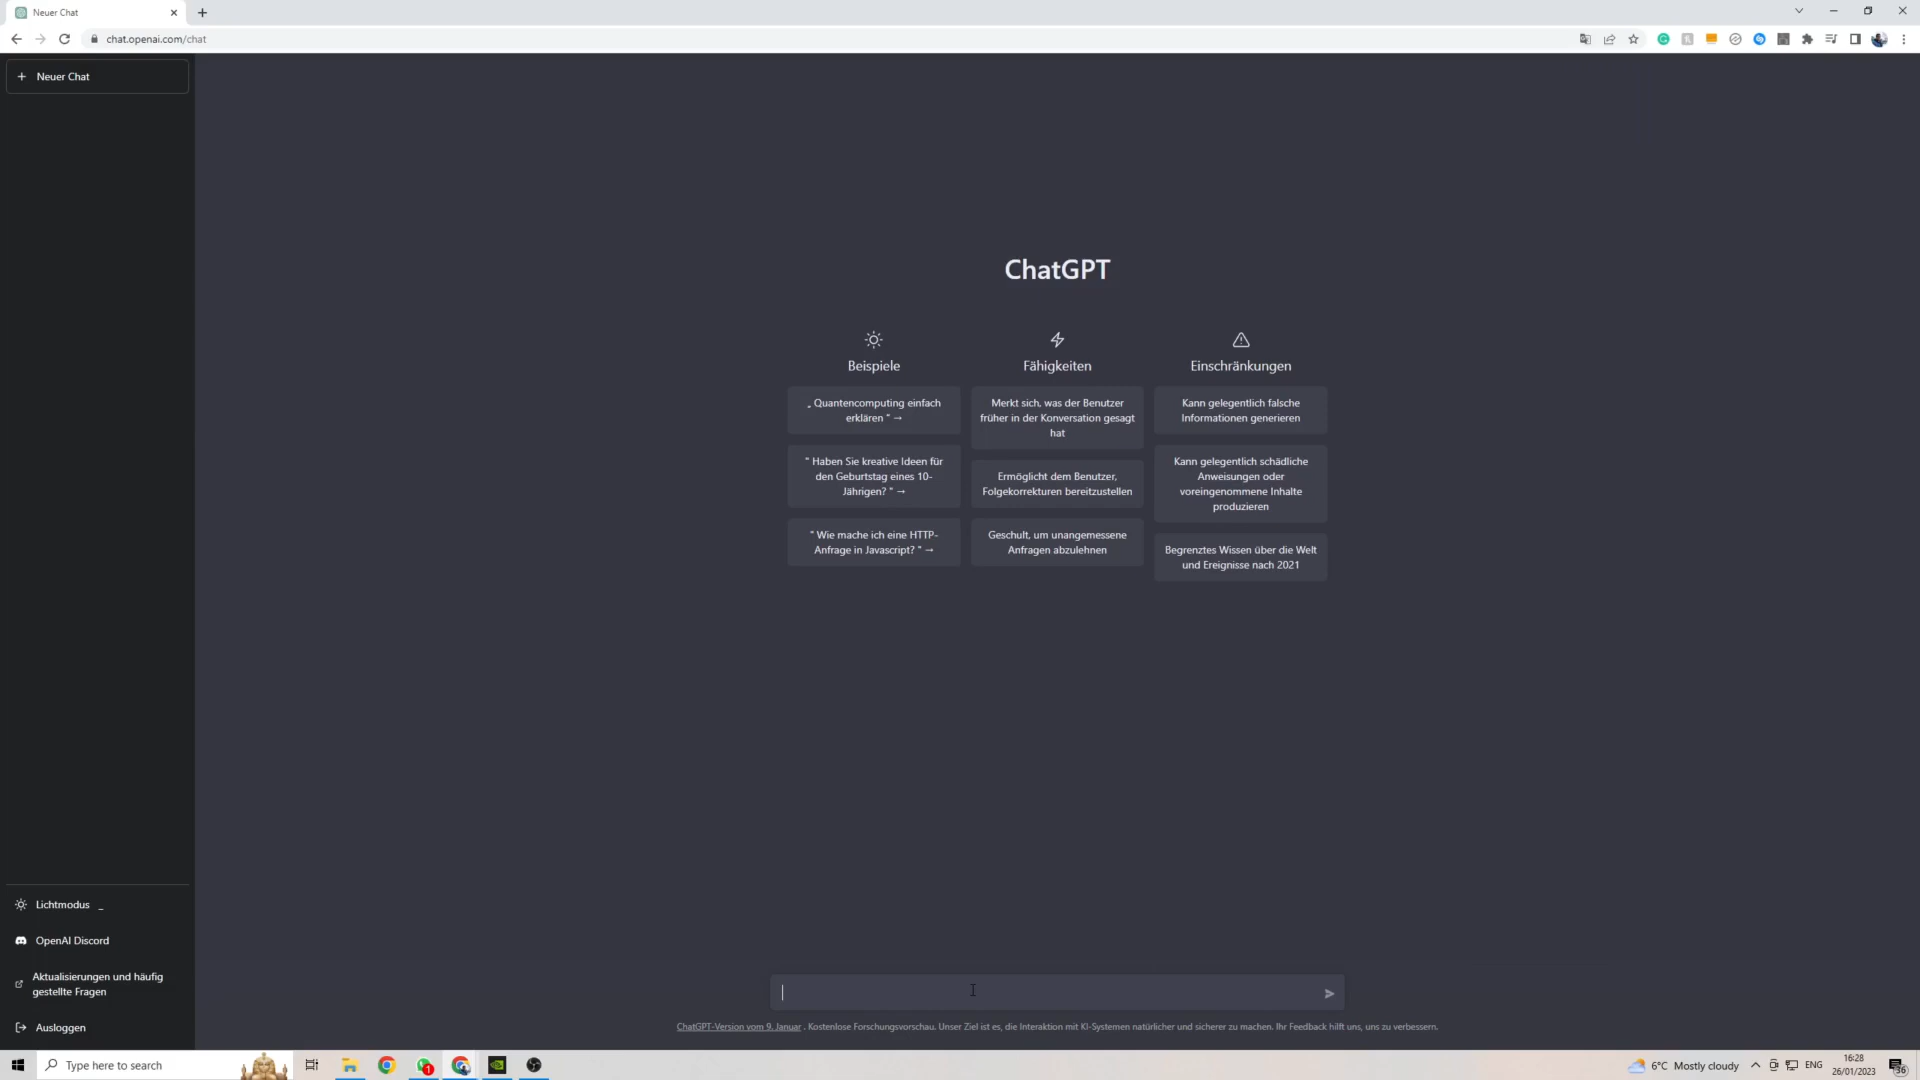 Neuer Chat
chat.openai.com/chat
Neuer Chat
ChatGPT
Beispiele
„ Quantencomputing einfach
erklären " →
" Haben Sie kreative Ideen für
den Geburtstag eines 10-
Jährigen? " →
" Wie mache ich eine HTTP-
Anfrage in Javascript? " →
Fähigkeiten
Merkt sich, was der Benutzer
früher in der Konversation gesagt
hat
Ermöglicht dem Benutzer,
Folgekorrekturen bereitzustellen
Geschult, um unangemessene
Anfragen abzulehnen
Einschränkungen
Kann gelegentlich falsche
Informationen generieren
Kann gelegentlich schädliche
Anweisungen oder
voreingenommene Inhalte
produzieren
Begrenztes Wissen über die Welt
und Ereignisse nach 2021
Lichtmodus _
OpenAI Discord
Aktualisierungen und häufig
gestellte Fragen
Ausloggen
ChatGPT-Version vom 9. Januar . Kostenlose Forschungsvorschau. Unser Ziel ist es, die Interaktion mit KI-Systemen natürlicher und sicherer zu machen. Ihr Feedback hilft uns, uns zu verbessern.
Type here to search
1
6°C Mostly cloudy
ENG
16:28
26/01/2023
36